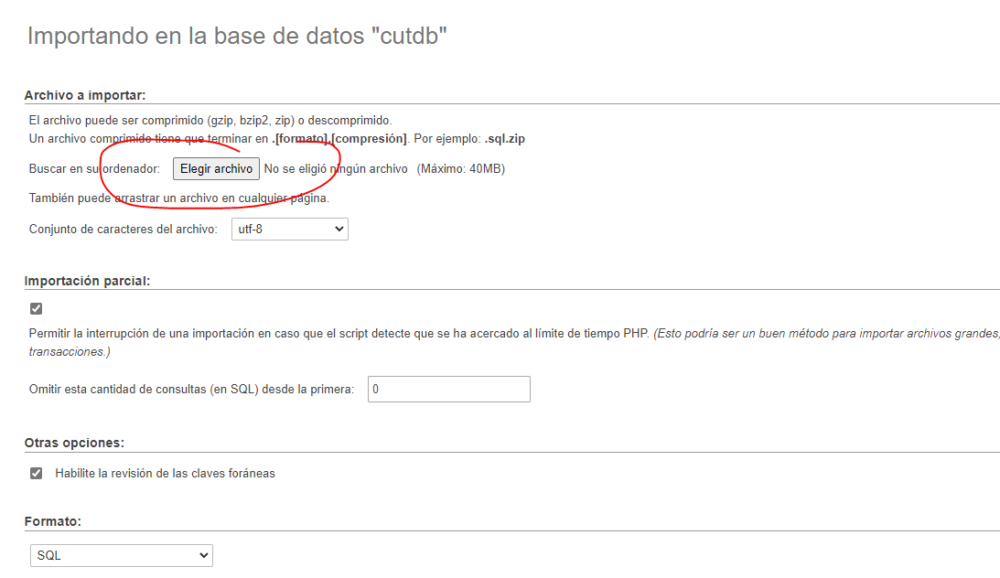 Importando en la base de datos "cutdb"
Archivo a importar:
El archivo puede ser comprimido (gzip, bzip2, zip) o descomprimido.
Un archivo comprimido tiene que terminar en .[formato].[compresión]. Por ejemplo: .sql.zip
Buscar en su ordenador: Elegir archivo No se eligió ningún archivo (Máximo: 40MB)
También puede arrastrar un archivo en cualquier página.
Conjunto de caracteres del archivo: utf-8
Importación parcial:
Permitir la interrupción de una importación en caso que el script detecte que se ha acercado al límite de tiempo PHP. (Esto podría ser un buen método para importar archivos grandes,
transacciones.)
Omitir esta cantidad de consultas (en SQL) desde la primera: 0
Otras opciones:
Habilite la revisión de las claves foráneas
Formato:
SQL